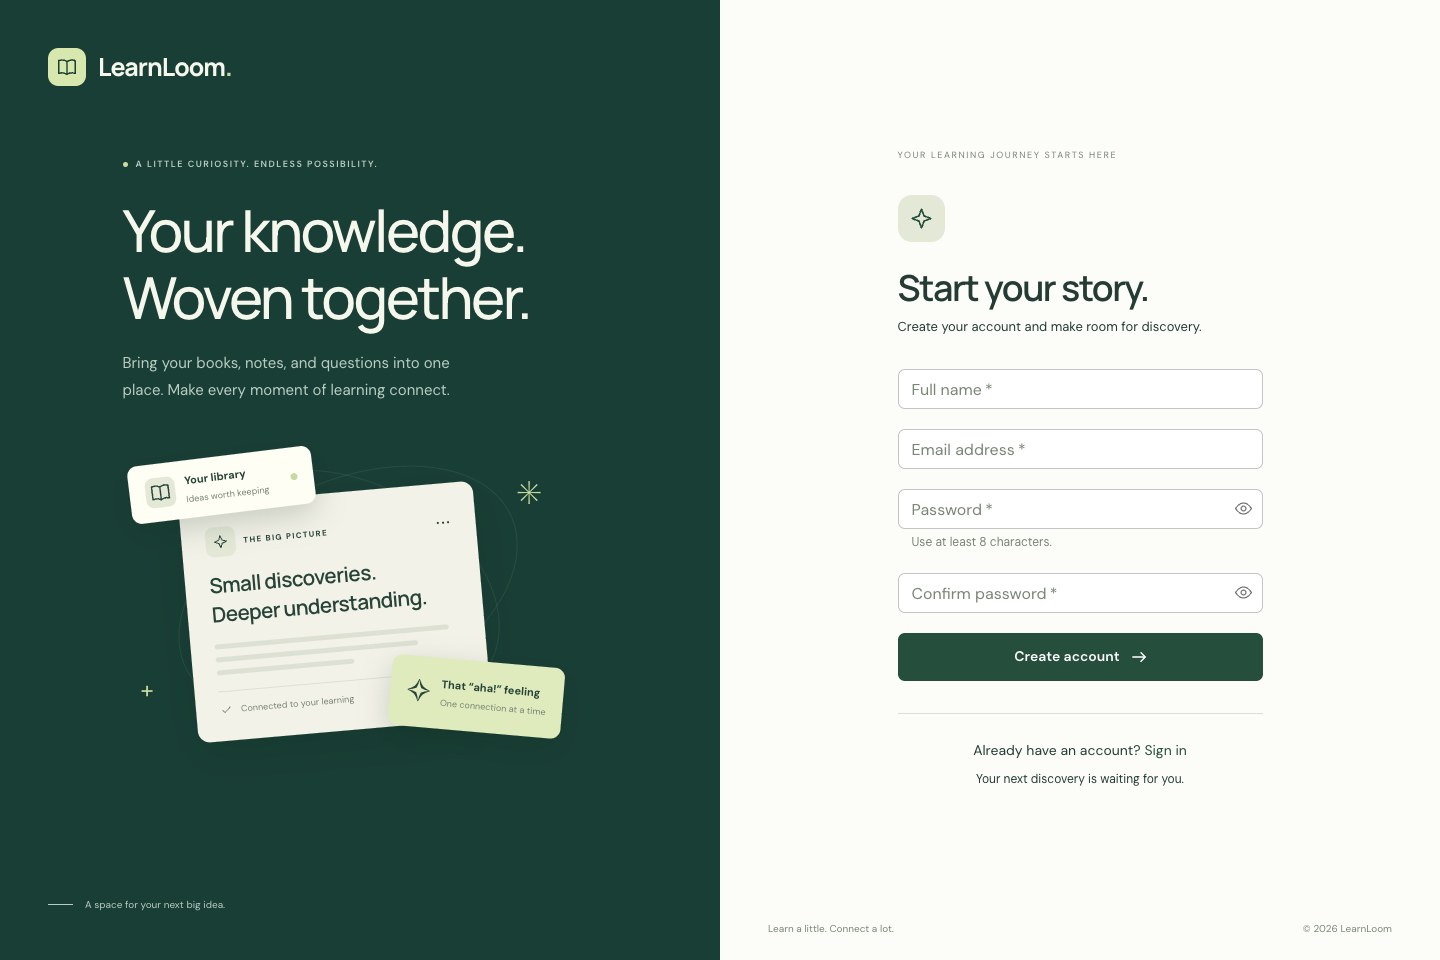 LearnLoom.
A LITTLE CURIOSITY. ENDLESS POSSIBILITY.
Your knowledge.
Woven together.
Bring your books, notes, and questions into one
place. Make every moment of learning connect.
Your library
Ideas worth keeping
THE BIG PICTURE
Small discoveries.
Deeper understanding.
Connected to your learning
That “aha!” feeling
One connection at a time
A space for your next big idea.
YOUR LEARNING JOURNEY STARTS HERE
Start your story.
Create your account and make room for discovery.
Full name *
Email address *
Password *
Use at least 8 characters.
Confirm password *
Create account
Already have an account? Sign in
Your next discovery is waiting for you.
Learn a little. Connect a lot.
© 2026 LearnLoom